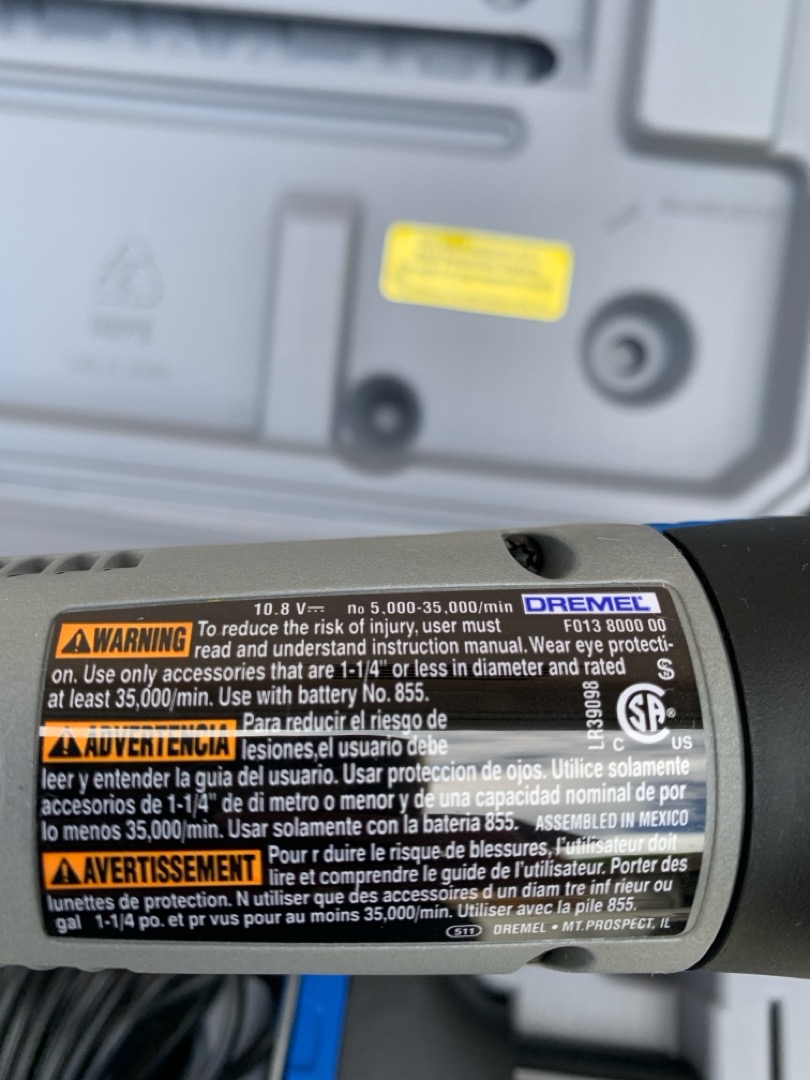 10.8 V⎓ no 5,000-35,000/min DREMEL
WARNING To reduce the risk of injury, user must F013 8000 00
read and understand instruction manual. Wear eye protecti-
on. Use only accessories that are 1-1/4" or less in diameter and rated S
at least 35,000/min. Use with battery No. 855.
LR39098
SA®
C US
ADVERTENCIA Para reducir el riesgo de
lesiones,el usuario debe
leer y entender la guia del usuario. Usar proteccion de ojos. Utilice solamente
accesorios de 1-1/4" de di metro o menor y de una capacidad nominal de por
lo menos 35,000/min. Usar solamente con la bateria 855. ASSEMBLED IN MEXICO
AVERTISSEMENT Pour r duire le risque de blessures, l'utilisateur doit
lire et comprendre le guide de l'utilisateur. Porter des
lunettes de protection. N utiliser que des accessoires d un diam tre inf rieur ou
gal 1-1/4 po. et pr vus pour au moins 35,000/min. Utiliser avec la pile 855.
511 DREMEL • MT.PROSPECT, IL